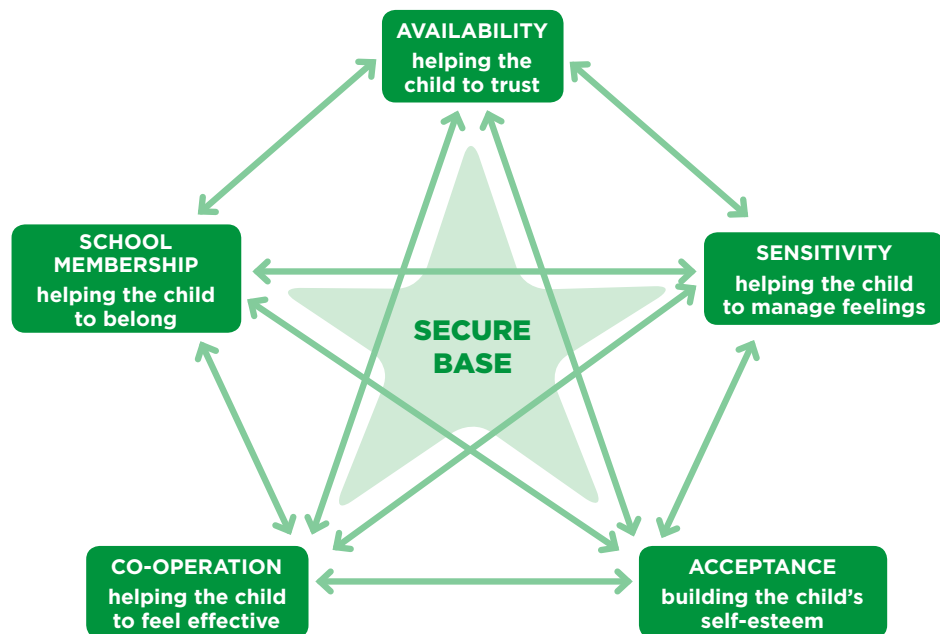 AVAILABILITY
helping the
child to trust
SCHOOL
MEMBERSHIP
helping the child
to belong
SENSITIVITY
helping the child
to manage feelings
SECURE
BASE
CO-OPERATION
helping the child
to feel effective
ACCEPTANCE
building the child’s
self-esteem